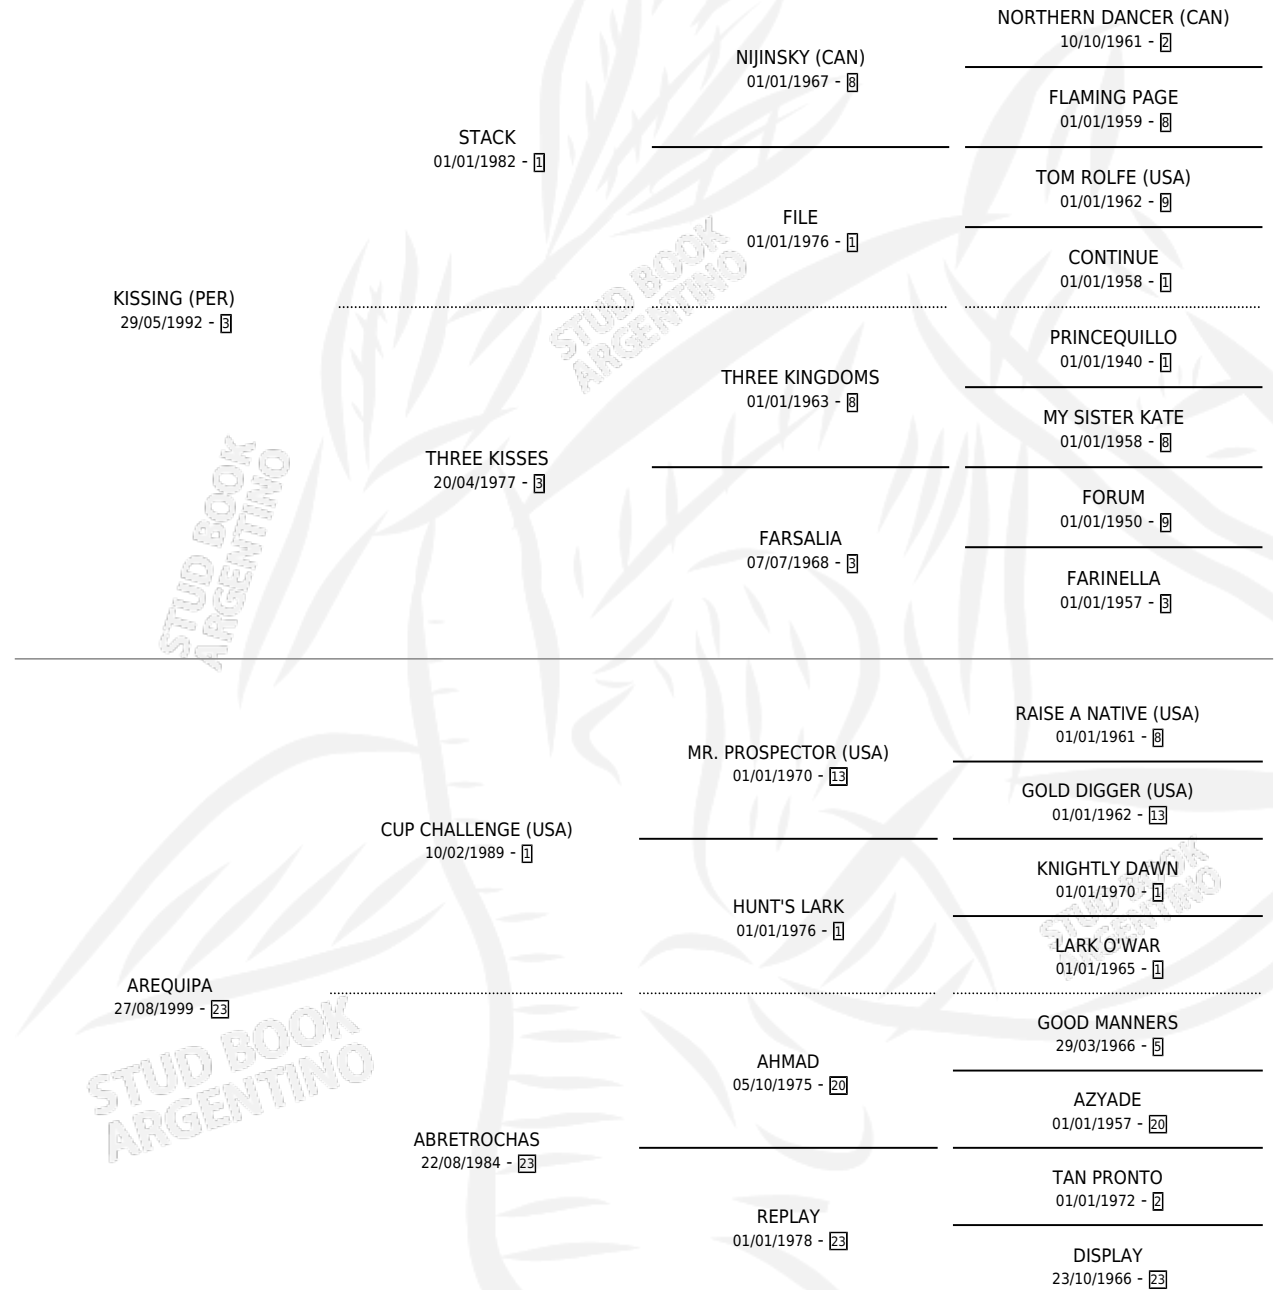 NORTHERN DANCER (CAN)
10/10/1961 - 2
NIJINSKY (CAN)
01/01/1967 - 8
FLAMING PAGE
01/01/1959 - 8
STACK
01/01/1982 - 1
TOM ROLFE (USA)
01/01/1962 - 9
FILE
01/01/1976 - 1
CONTINUE
01/01/1958 - 1
KISSING (PER)
29/05/1992 - 3
PRINCEQUILLO
01/01/1940 - 1
THREE KINGDOMS
01/01/1963 - 8
MY SISTER KATE
01/01/1958 - 8
THREE KISSES
20/04/1977 - 3
FORUM
01/01/1950 - 9
FARSALIA
07/07/1968 - 3
FARINELLA
01/01/1957 - 3
STUD BOOK
ARGENTINO
STUD BOOK
ARGENTINO
RAISE A NATIVE (USA)
01/01/1961 - 8
MR. PROSPECTOR (USA)
01/01/1970 - 13
GOLD DIGGER (USA)
01/01/1962 - 13
CUP CHALLENGE (USA)
10/02/1989 - 1
KNIGHTLY DAWN
01/01/1970 - 1
HUNT'S LARK
01/01/1976 - 1
LARK O'WAR
01/01/1965 - 1
STUD BOOK
ARGENTINO
AREQUIPA
27/08/1999 - 23
GOOD MANNERS
29/03/1966 - 5
AHMAD
05/10/1975 - 20
AZYADE
01/01/1957 - 20
ABRETROCHAS
22/08/1984 - 23
TAN PRONTO
01/01/1972 - 2
REPLAY
01/01/1978 - 23
DISPLAY
23/10/1966 - 23
STUD BOOK
ARGENTINO